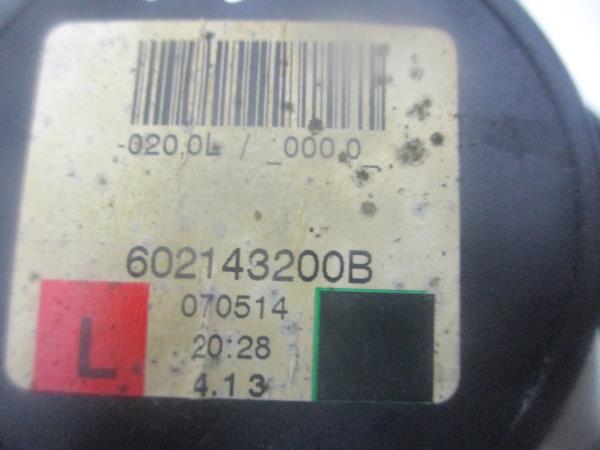 -020,0L / _000,0_
602143200B
070514
L
20:28
4.13